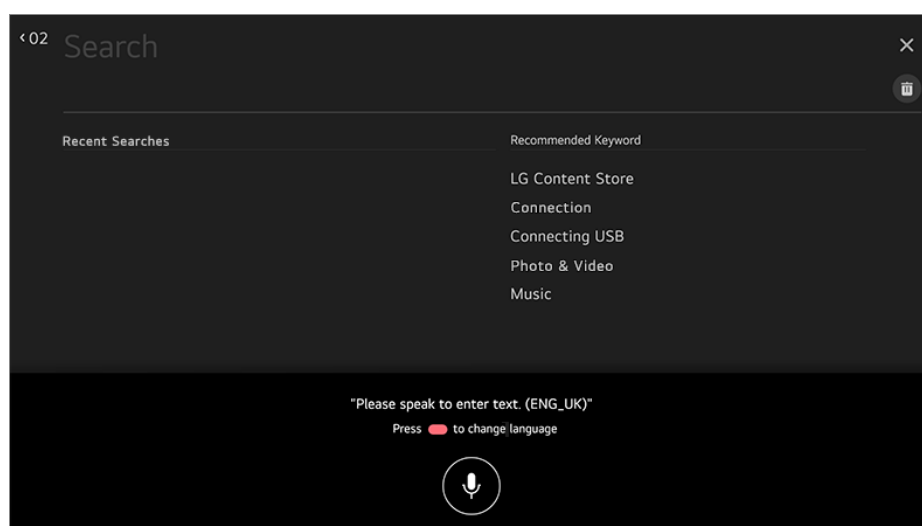 ‹02
Search
Recent Searches
Recommended Keyword
LG Content Store
Connection
Connecting USB
Photo & Video
Music
"Please speak to enter text. (ENG_UK)"
Press to change language